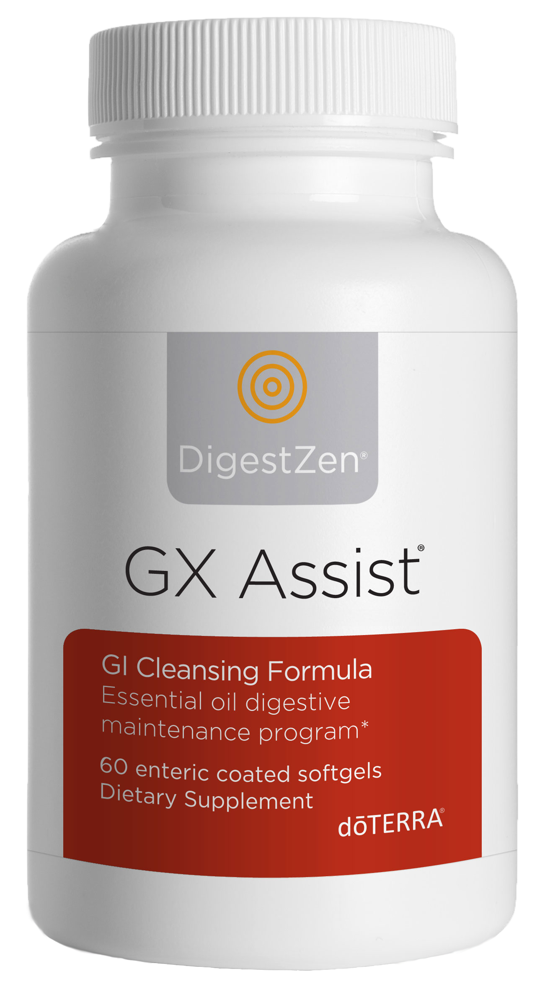 DigestZen®
GX Assist®
GI Cleansing Formula
Essential oil digestive
maintenance program*
60 enteric coated softgels
Dietary Supplement
dōTERRA®